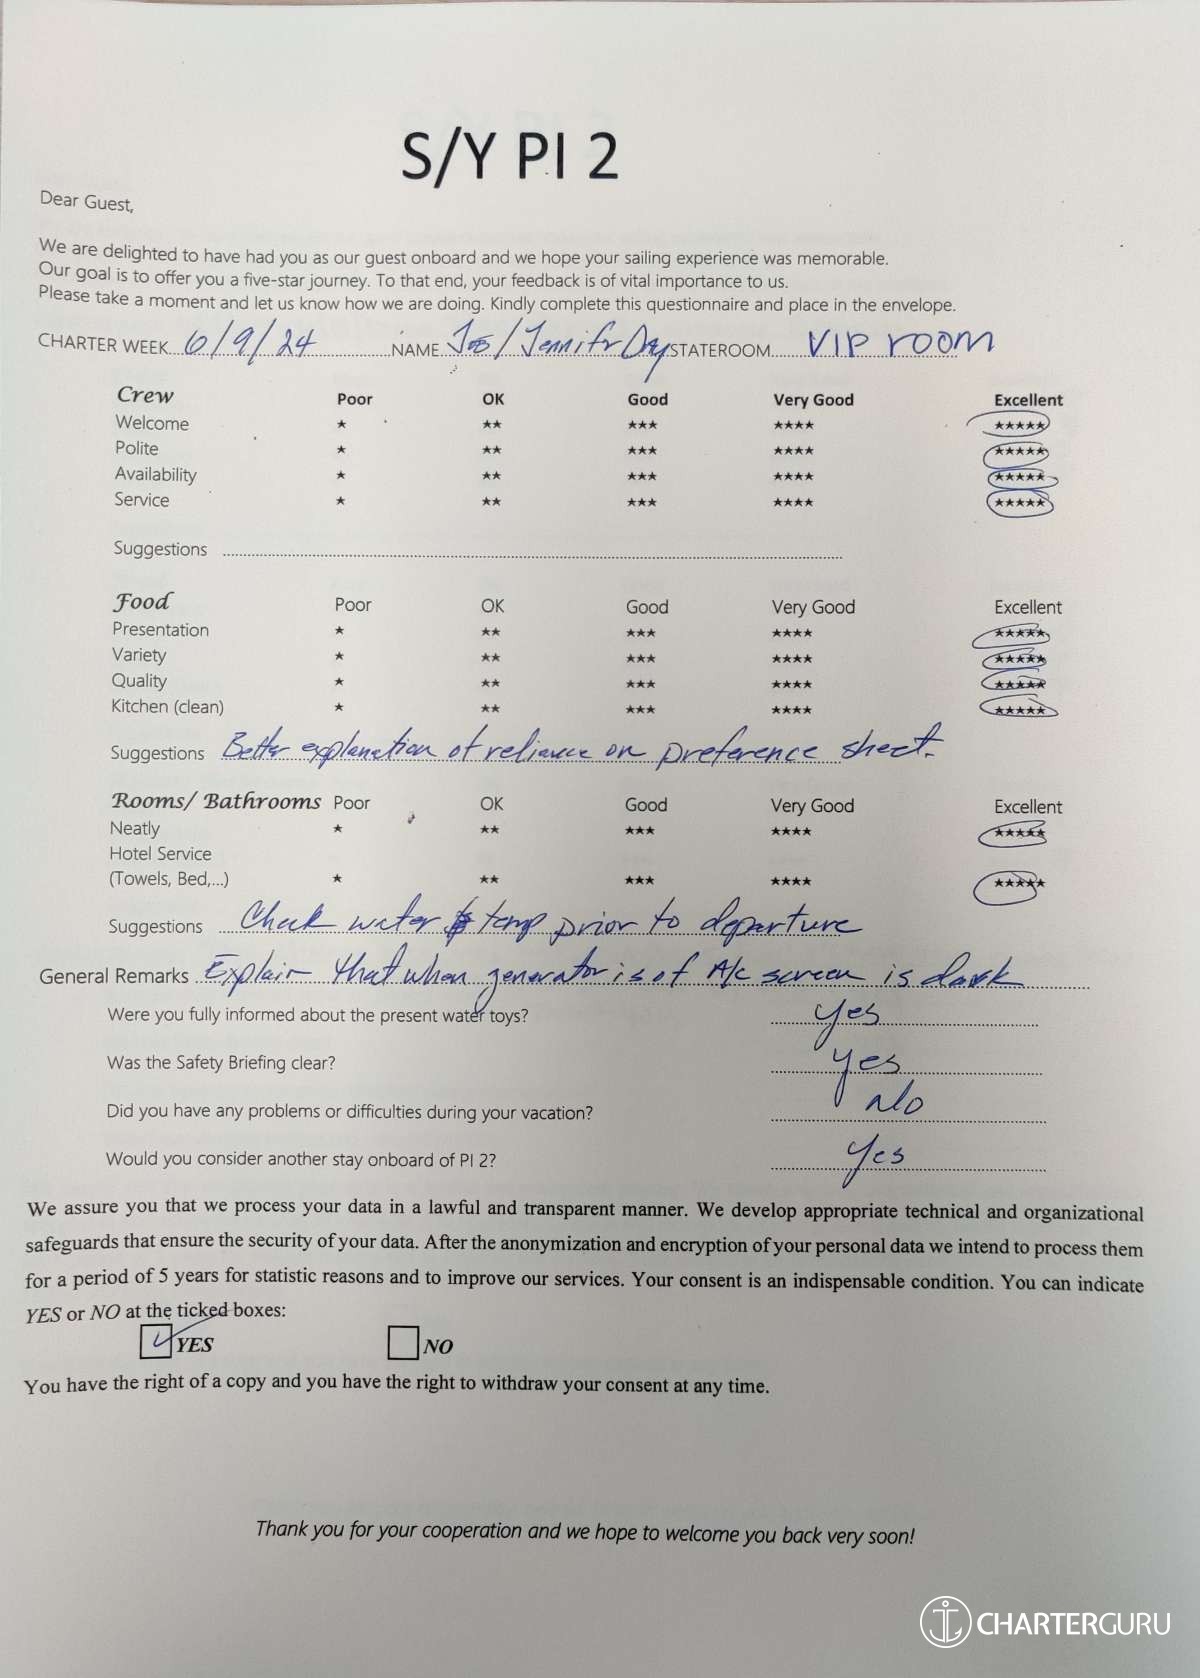 S/Y PI 2
Dear Guest,
We are delighted to have had you as our guest onboard and we hope your sailing experience was memorable.
Our goal is to offer you a five-star journey. To that end, your feedback is of vital importance to us.
Please take a moment and let us know how we are doing. Kindly complete this questionnaire and place in the envelope.
CHARTER WEEK 6/9/24 NAME Joe/Jennifr Day STATEROOM VIP room
Crew Poor OK Good Very Good Excellent
Welcome ★ ★★ ★★★ ★★★★ ★★★★★
Polite ★ ★★ ★★★ ★★★★ ★★★★★
Availability ★ ★★ ★★★ ★★★★ ★★★★★
Service ★ ★★ ★★★ ★★★★ ★★★★★
Suggestions
Food Poor OK Good Very Good Excellent
Presentation ★ ★★ ★★★ ★★★★ ★★★★★
Variety ★ ★★ ★★★ ★★★★ ★★★★★
Quality ★ ★★ ★★★ ★★★★ ★★★★★
Kitchen (clean) ★ ★★ ★★★ ★★★★ ★★★★★
Suggestions Better explanation of reliance on preference sheet.
Rooms/ Bathrooms Poor OK Good Very Good Excellent
Neatly ★ ★★ ★★★ ★★★★ ★★★★★
Hotel Service
(Towels, Bed,...) ★ ★★ ★★★ ★★★★ ★★★★★
Suggestions Check water temp prior to departure
General Remarks Explain that when generator is of A/c screen is dark
Were you fully informed about the present water toys? yes
Was the Safety Briefing clear? yes
Did you have any problems or difficulties during your vacation? No
Would you consider another stay onboard of PI 2? Yes
We assure you that we process your data in a lawful and transparent manner. We develop appropriate technical and organizational
safeguards that ensure the security of your data. After the anonymization and encryption of your personal data we intend to process them
for a period of 5 years for statistic reasons and to improve our services. Your consent is an indispensable condition. You can indicate
YES or NO at the ticked boxes:
YES NO
You have the right of a copy and you have the right to withdraw your consent at any time.
Thank you for your cooperation and we hope to welcome you back very soon!
CHARTERGURU